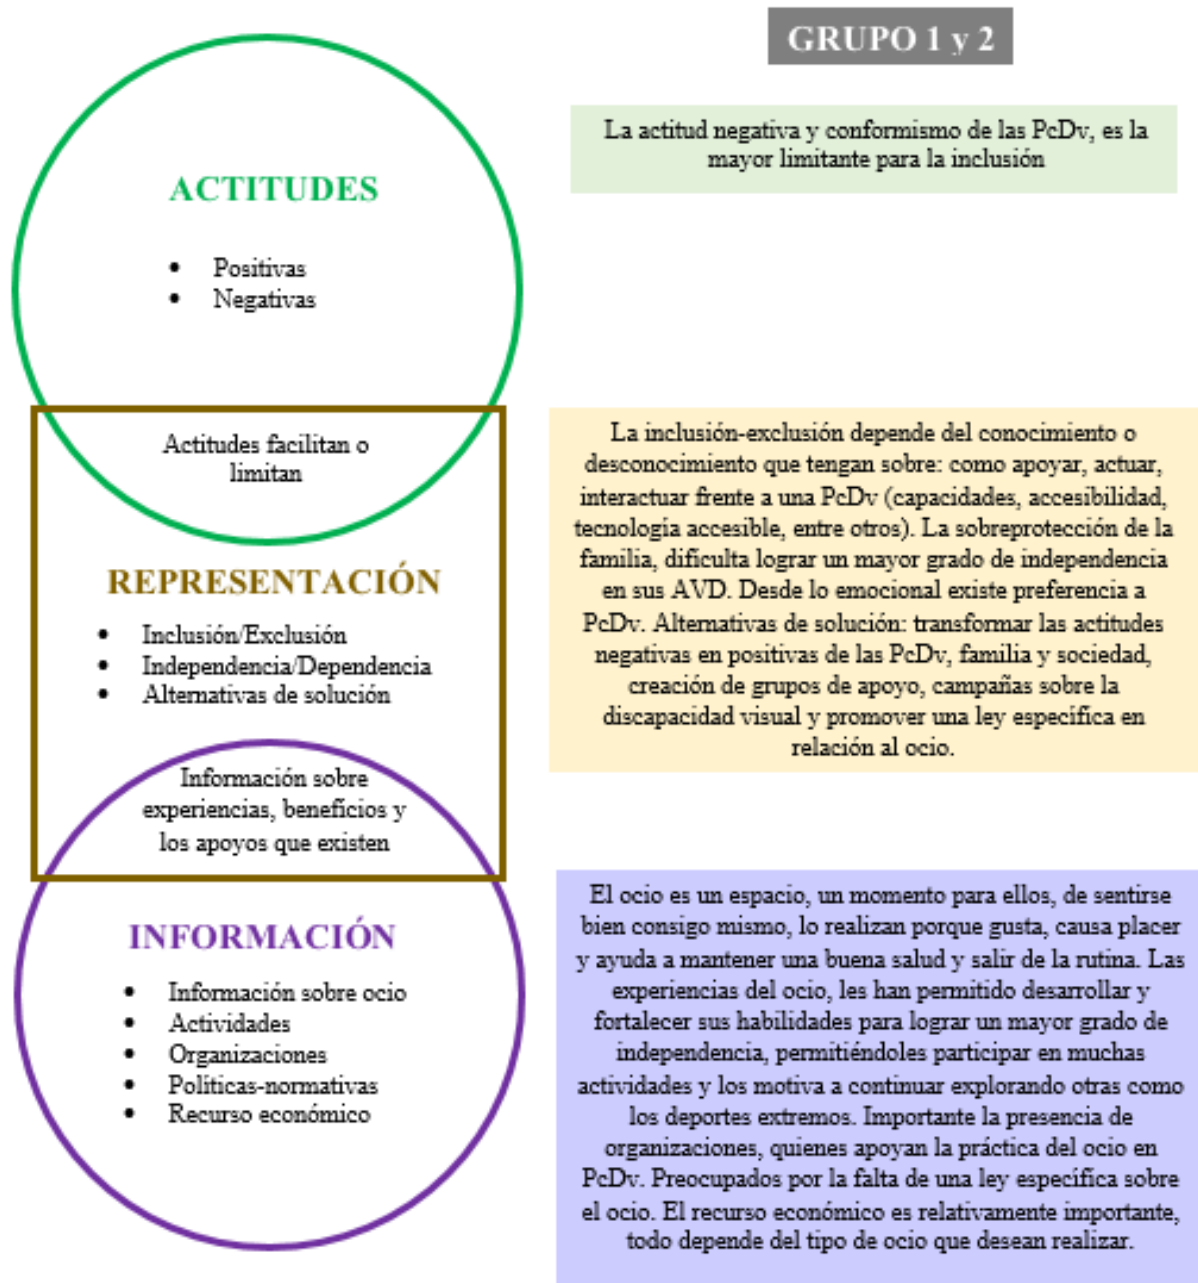 GRUPO 1 y 2
ACTITUDES
• Positivas
• Negativas
La actitud negativa y conformismo de las PcDv, es la
mayor limitante para la inclusión
Actitudes facilitan o
limitan
REPRESENTACIÓN
• Inclusión/Exclusión
• Independencia/Dependencia
• Alternativas de solución
Información sobre
experiencias, benefícios y
los apoyos que existen
La inclusión-exclusión depende del conocimiento o
desconocimiento que tengan sobre: como apoyar, actuar,
interactuar frente a una PcDv (capacidades, accesibilidad,
tecnología accesible, entre otros). La sobreprotección de la
familia, dificulta lograr un mayor grado de independencia
en sus AVD. Desde lo emocional existe preferencia a
PcDv. Alternativas de solución: transformar las actitudes
negativas en positivas de las PcDv, familia y sociedad,
creación de grupos de apoyo, campañas sobre la
discapacidad visual y promover una ley específica en
relación al ocio.
INFORMACIÓN
• Información sobre ocio
• Actividades
• Organizaciones
• Políticas-normativas
• Recurso económico
El ocio es un espacio, un momento para ellos, de sentirse
bien consigo mismo, lo realizan porque gusta, causa placer
y ayuda a mantener una buena salud y salir de la rutina. Las
experiencias del ocio, les han permitido desarrollar y
fortalecer sus habilidades para lograr un mayor grado de
independencia, permitiéndoles participar en muchas
actividades y los motiva a continuar explorando otras como
los deportes extremos. Importante la presencia de
organizaciones, quienes apoyan la práctica del ocio en
PcDv. Preocupados por la falta de una ley específica sobre
el ocio. El recurso económico es relativamente importante,
todo depende del tipo de ocio que desean realizar.